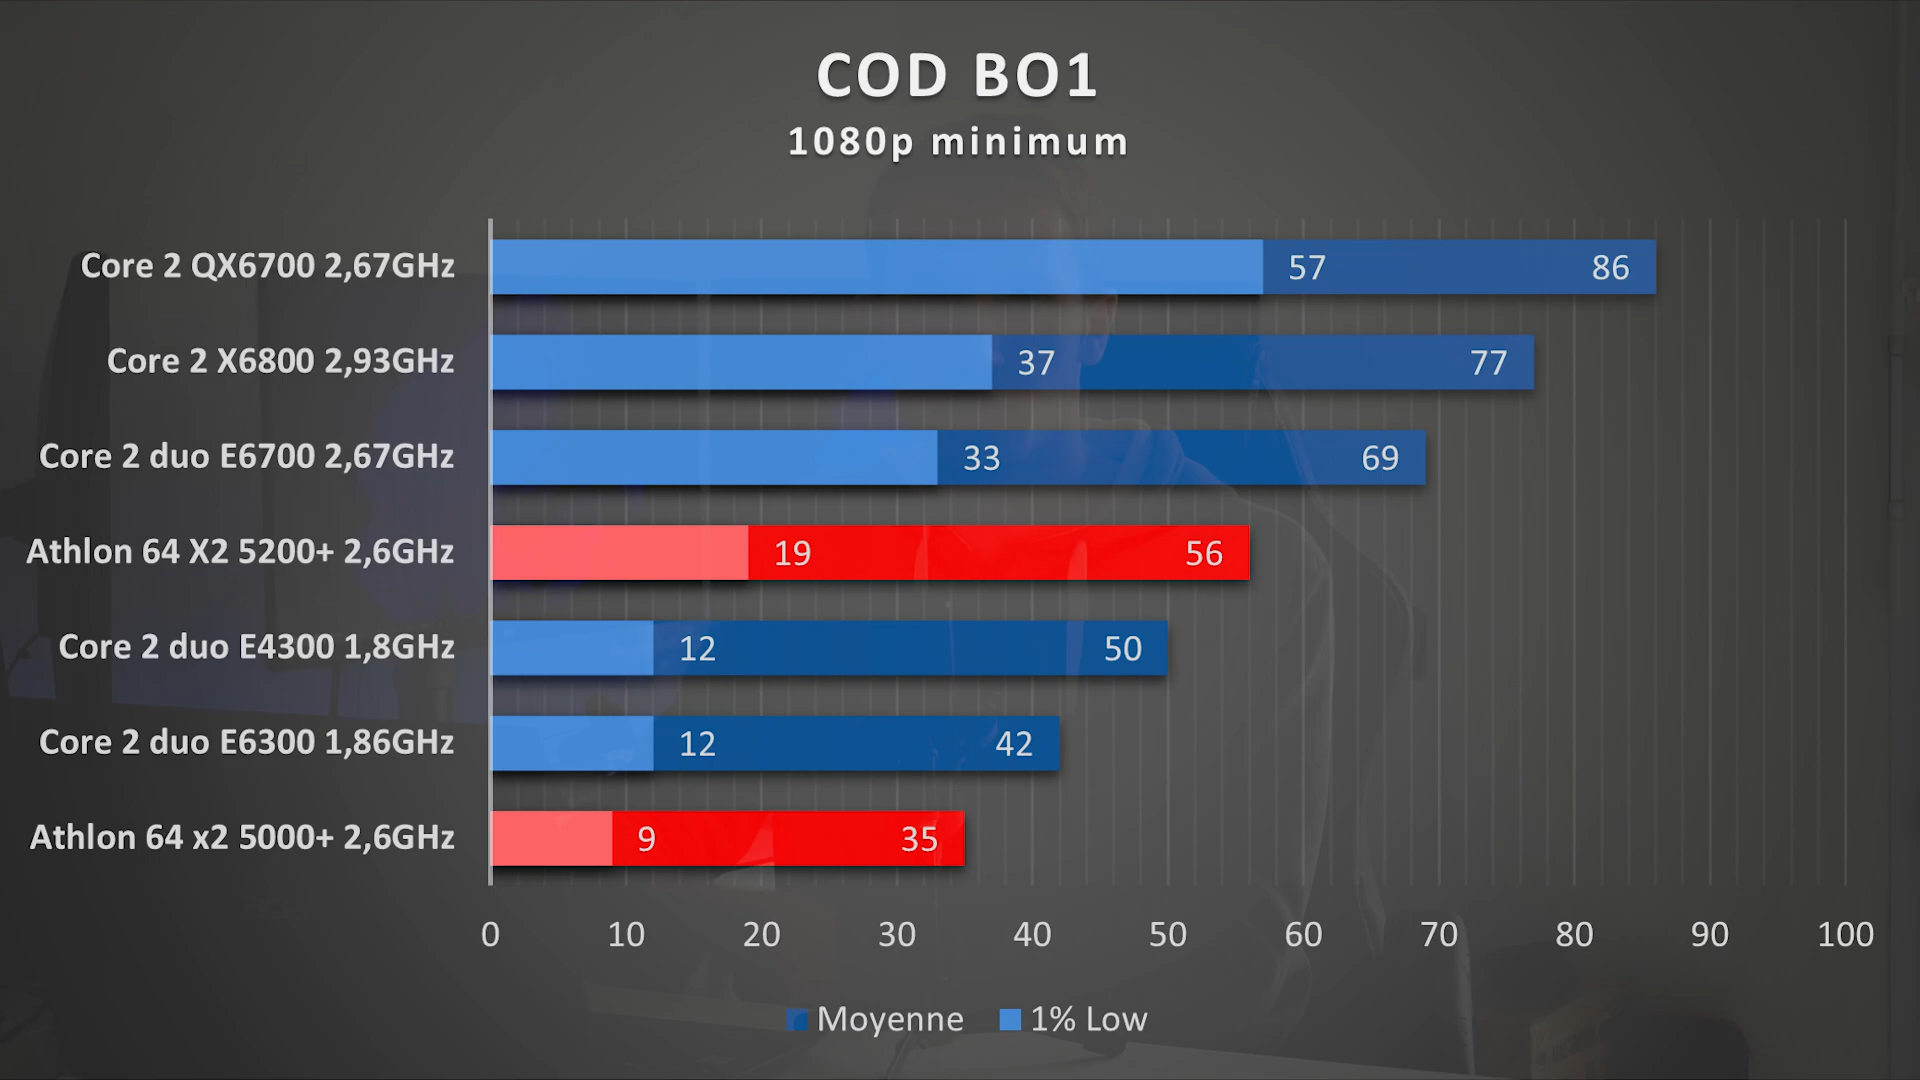 COD BO1
1080p minimum
Core 2 QX6700 2,67GHz 57 86
Core 2 X6800 2,93GHz 37 77
Core 2 duo E6700 2,67GHz 33 69
Athlon 64 X2 5200+ 2,6GHz 19 56
Core 2 duo E4300 1,8GHz 12 50
Core 2 duo E6300 1,86GHz 12 42
Athlon 64 x2 5000+ 2,6GHz 9 35
0 10 20 30 40 50 60 70 80 90 100
Moyenne 1% Low